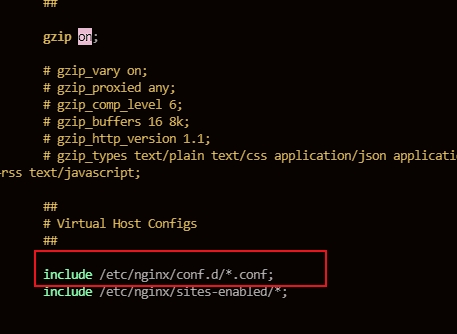 ##
gzip on;
# gzip_vary on;
# gzip_proxied any;
# gzip_comp_level 6;
# gzip_buffers 16 8k;
# gzip_http_version 1.1;
# gzip_types text/plain text/css application/json applicatio
-rss text/javascript;
##
# Virtual Host Configs
##
include /etc/nginx/conf.d/*.conf;
include /etc/nginx/sites-enabled/*;